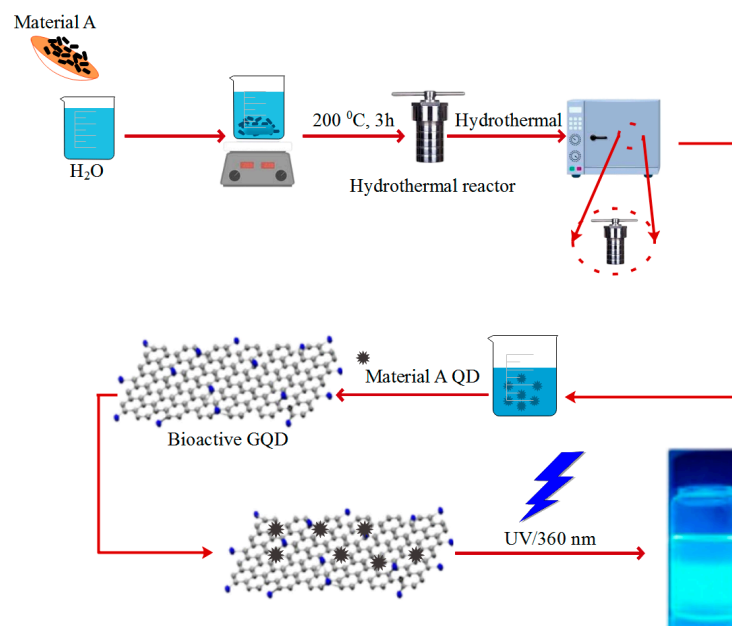 Material A
H₂O
200 ⁰C, 3h
Hydrothermal
Hydrothermal reactor
Material A QD
Bioactive GQD
UV/360 nm